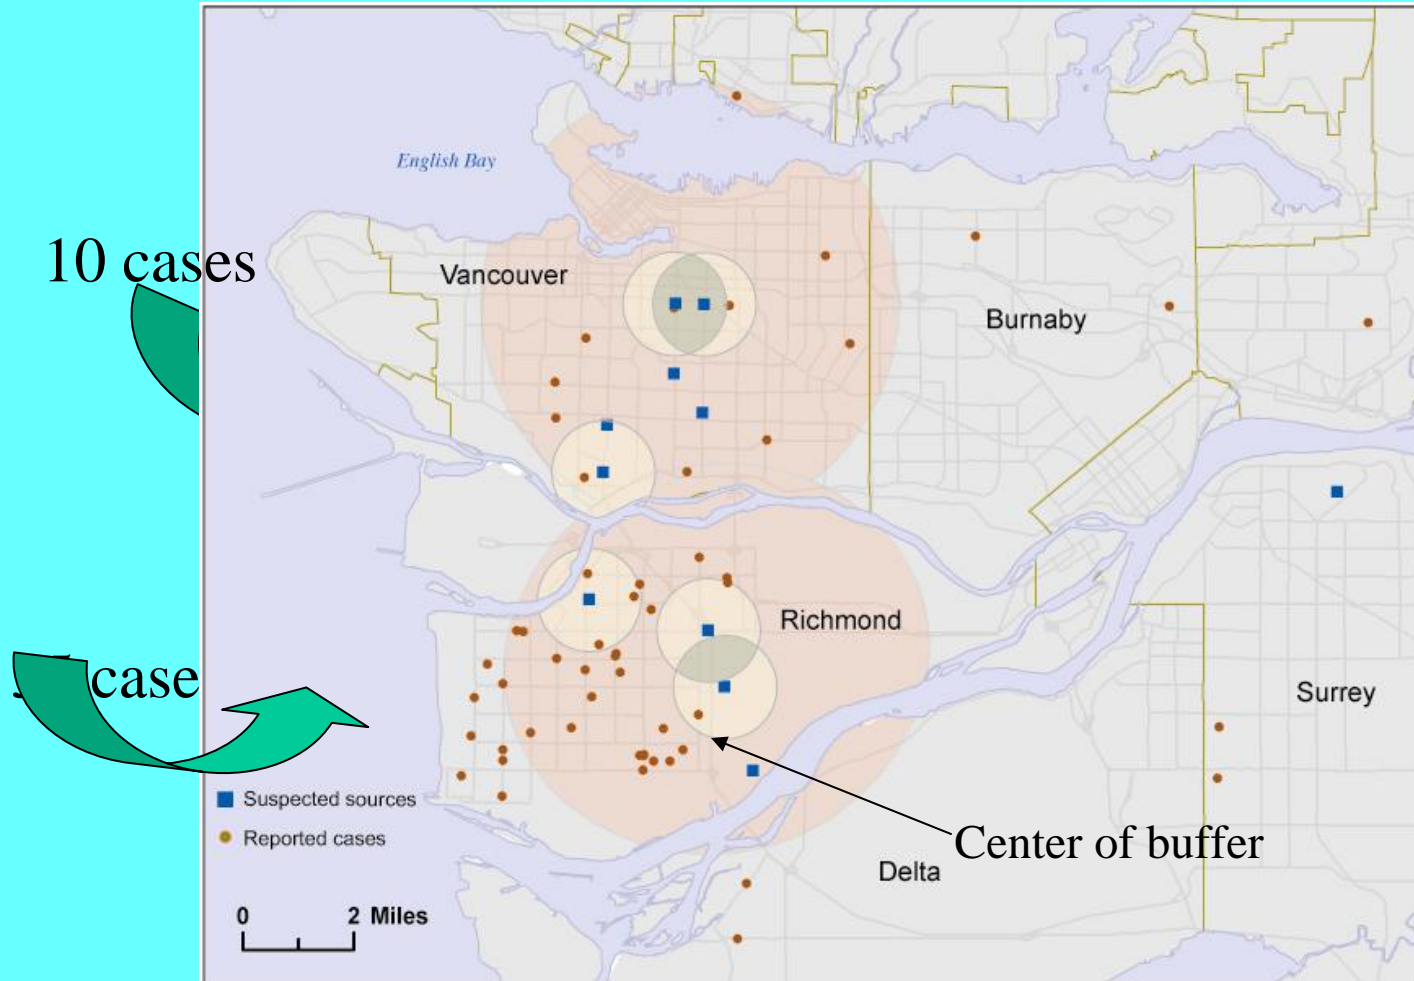 English Bay
10 cases
Vancouver
Burnaby
Richmond
case
Surrey
Suspected sources
Reported cases
Center of buffer
Delta
0 2 Miles